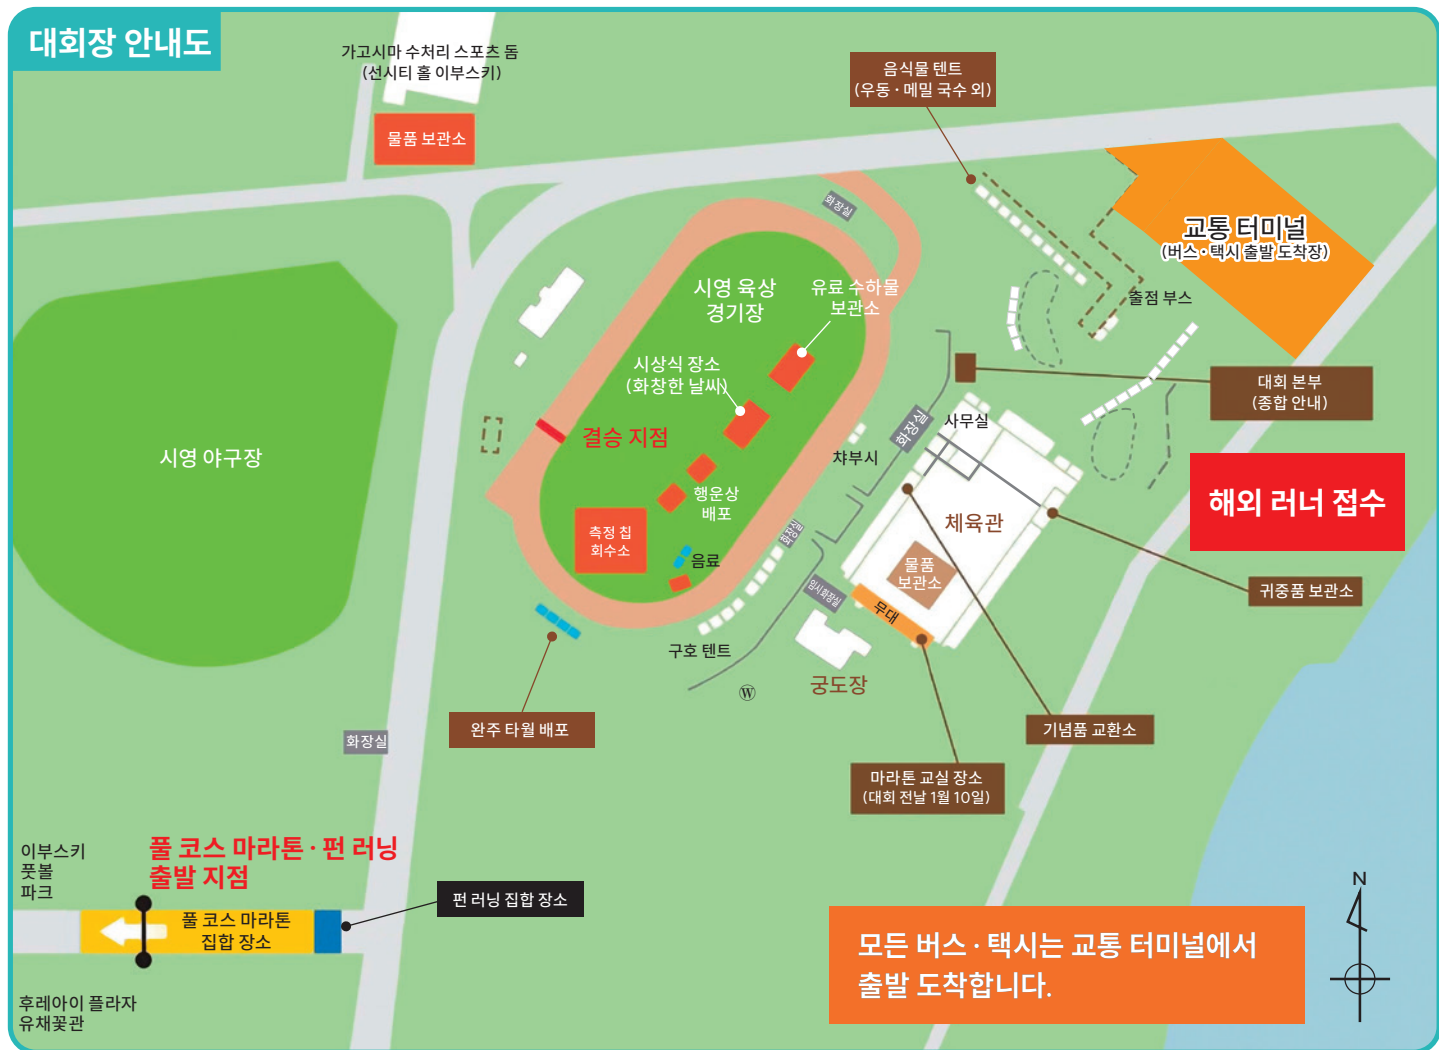 대회장 안내도
가고시마 수처리 스포츠 돔
(선시티 홀 이부스키)
물품 보관소
음식물 텐트
(우동 · 메밀 국수 외)
화장실
교통 터미널
(버스 · 택시 출발 도착장)
출점 부스
시영 육상
경기장
유료 수하물
보관소
시상식 장소
(화창한 날씨)
결승 지점
대회 본부
(종합 안내)
화장실
사무실
챠부시
시영 야구장
행운상
배포
해외 러너 접수
체육관
측정 칩
회수소
음료
화장실
물품
보관소
귀중품 보관소
임시화장실
무대
구호 텐트
궁도장
W
완주 타월 배포
기념품 교환소
화장실
마라톤 교실 장소
(대회 전날 1월 10일)
이부스키
풋볼
파크
풀 코스 마라톤 · 펀 러닝
출발 지점
펀 러닝 집합 장소
풀 코스 마라톤
집합 장소
후레아이 플라자
유채꽃관
모든 버스 · 택시는 교통 터미널에서
출발 도착합니다.
N